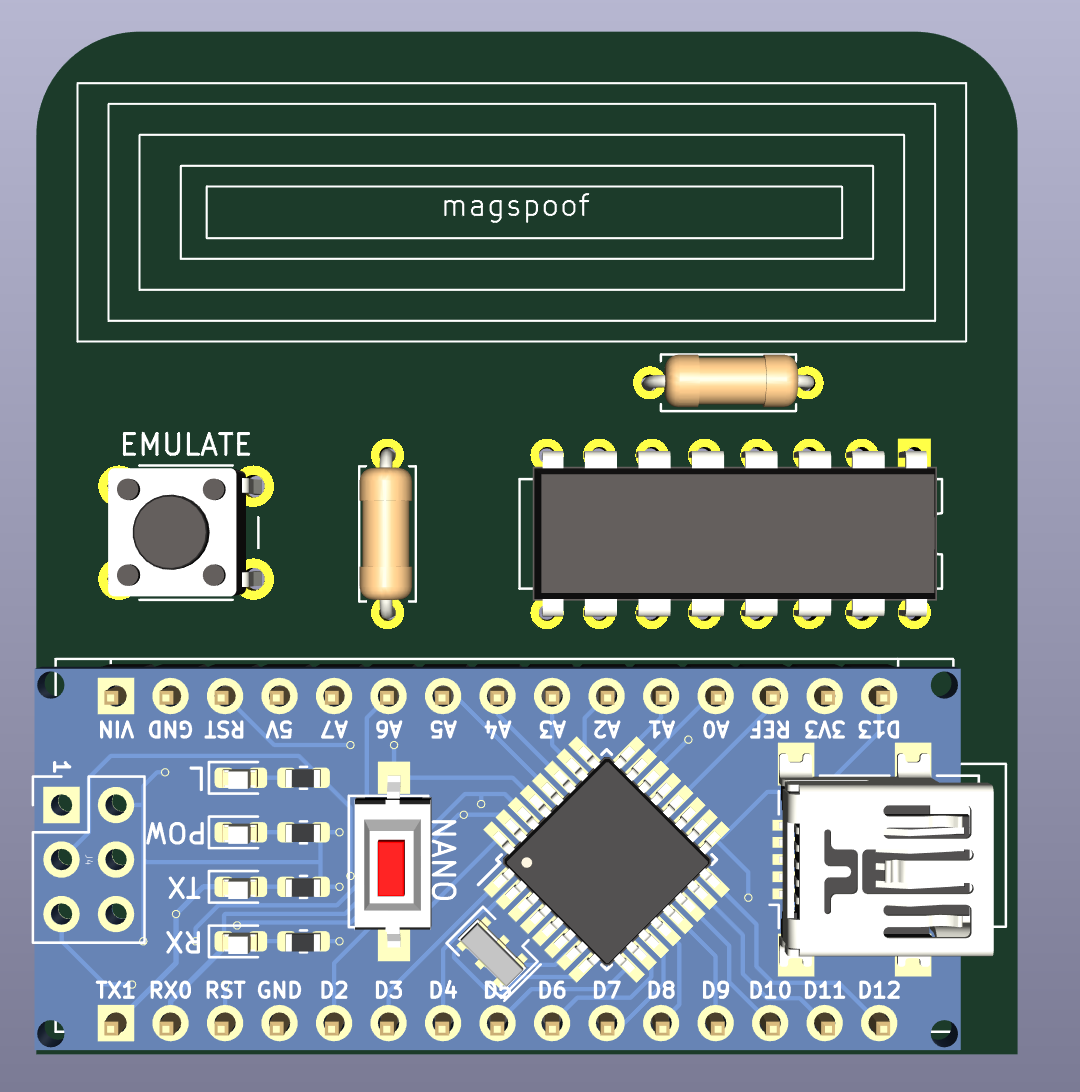 magspoof
EMULATE
VIN GND RST 5V A7 A6 A5 A4 A3 A2 A1 A0 REF 3V3 D13
1
L
POW
TX
RX
NANO
TX1 RX0 RST GND D2 D3 D4 D5 D6 D7 D8 D9 D10 D11 D12